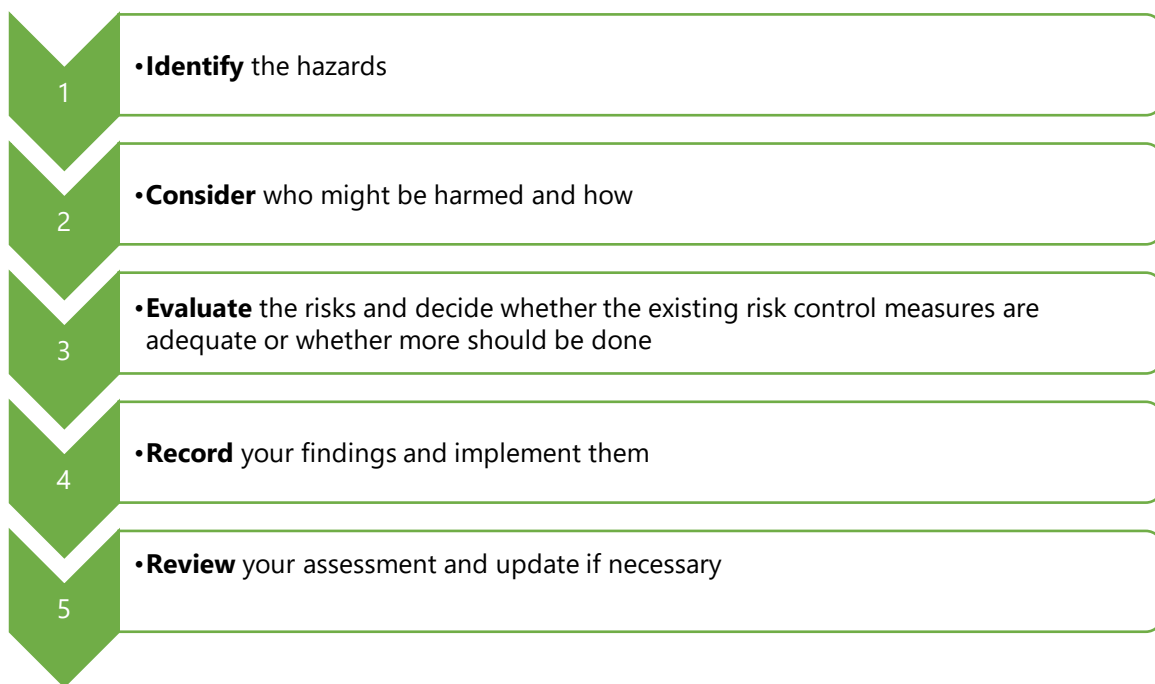 1
•Identify the hazards
2
•Consider who might be harmed and how
3
•Evaluate the risks and decide whether the existing risk control measures are
adequate or whether more should be done
4
•Record your findings and implement them
5
•Review your assessment and update if necessary